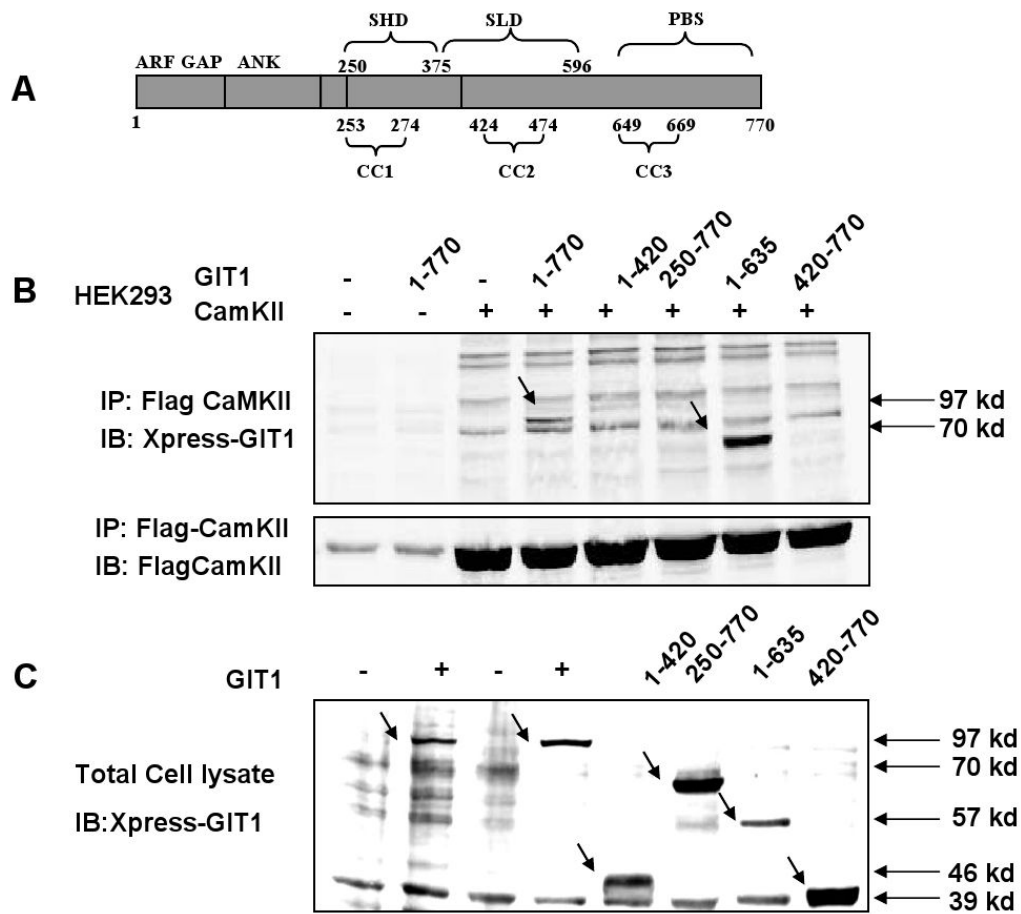 SHD SLD PBS
ARF GAP ANK 250 375 596
A
1 253 274 424 474 649 669 770
CC1 CC2 CC3
B
HEK293 GIT1 - 1-770 - 1-770 1-420 250-770 1-635 420-770
CamKII - - + + + + + +
IP: Flag CaMKII
97 kd
IB: Xpress-GIT1
70 kd
IP: Flag-CamKII
IB: FlagCamKII
C
GIT1 - + - + 1-420 250-770 1-635 420-770
97 kd
Total Cell lysate
70 kd
IB:Xpress-GIT1
57 kd
46 kd
39 kd